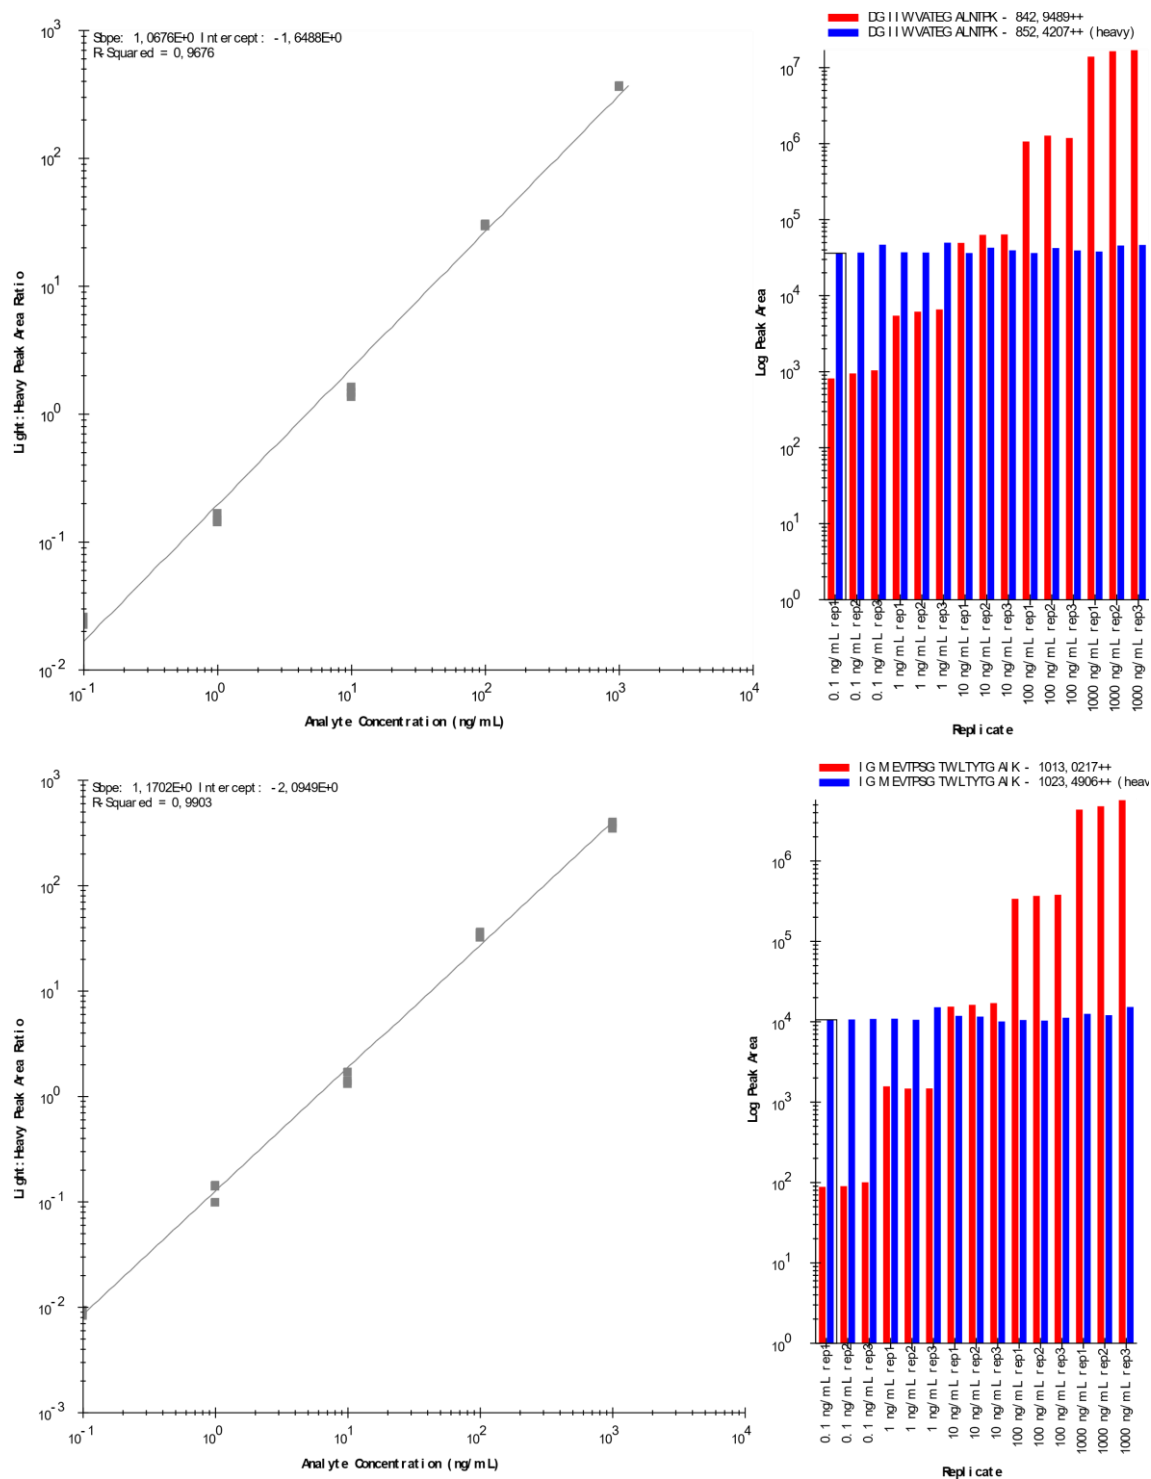 Slope: 1,0676E+0 Intercept: -1,6488E+0
R-Squared = 0,9676
10^3
10^2
10^1
10^0
10^-1
10^-2
Light:Heavy Peak Area Ratio
10^-1 10^0 10^1 10^2 10^3 10^4
Analyte Concentration (ng/mL)
DGIIWVATEGALNTPK - 842,9489++
DGIIWVATEGALNTPK - 852,4207++ (heavy)
10^7
10^6
10^5
10^4
10^3
10^2
10^1
10^0
Log Peak Area
0.1 ng/mL rep1
0.1 ng/mL rep2
0.1 ng/mL rep3
1 ng/mL rep1
1 ng/mL rep2
1 ng/mL rep3
10 ng/mL rep1
10 ng/mL rep2
10 ng/mL rep3
100 ng/mL rep1
100 ng/mL rep2
100 ng/mL rep3
1000 ng/mL rep1
1000 ng/mL rep2
1000 ng/mL rep3
Replicate
Slope: 1,1702E+0 Intercept: -2,0949E+0
R-Squared = 0,9903
10^3
10^2
10^1
10^0
10^-1
10^-2
10^-3
Light:Heavy Peak Area Ratio
10^-1 10^0 10^1 10^2 10^3 10^4
Analyte Concentration (ng/mL)
IGMEVTPSGTWLTYTGAIK - 1013,0217++
IGMEVTPSGTWLTYTGAIK - 1023,4906++ (heav
10^6
10^5
10^4
10^3
10^2
10^1
10^0
Log Peak Area
0.1 ng/mL rep1
0.1 ng/mL rep2
0.1 ng/mL rep3
1 ng/mL rep1
1 ng/mL rep2
1 ng/mL rep3
10 ng/mL rep1
10 ng/mL rep2
10 ng/mL rep3
100 ng/mL rep1
100 ng/mL rep2
100 ng/mL rep3
1000 ng/mL rep1
1000 ng/mL rep2
1000 ng/mL rep3
Replicate